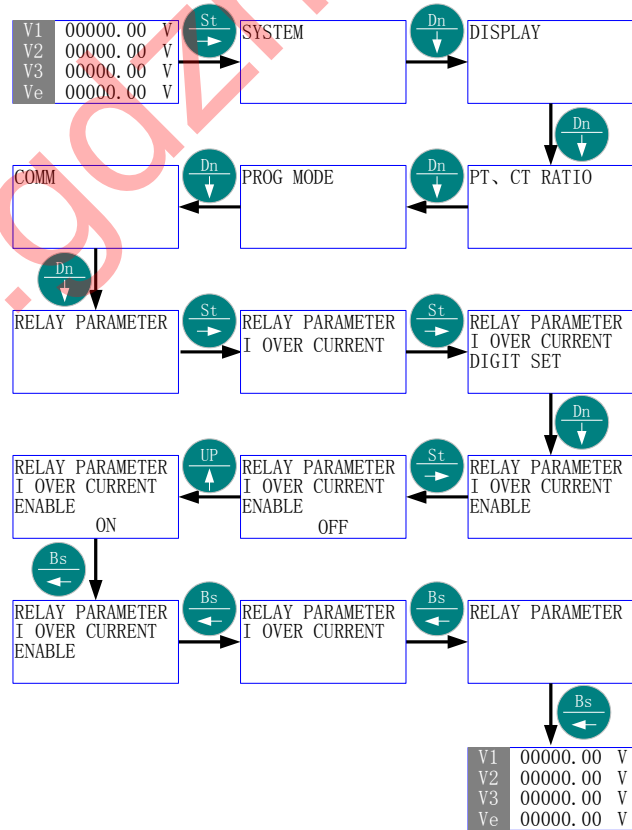 V1 00000.00 V
V2 00000.00 V
V3 00000.00 V
Ve 00000.00 V
St
SYSTEM
Dn
DISPLAY
Dn
PT、CT RATIO
Dn
PROG MODE
Dn
COMM
Dn
RELAY PARAMETER
St
RELAY PARAMETER
I OVER CURRENT
St
RELAY PARAMETER
I OVER CURRENT
DIGIT SET
Dn
RELAY PARAMETER
I OVER CURRENT
ENABLE
St
RELAY PARAMETER
I OVER CURRENT
ENABLE
OFF
UP
RELAY PARAMETER
I OVER CURRENT
ENABLE
ON
Bs
RELAY PARAMETER
I OVER CURRENT
ENABLE
Bs
RELAY PARAMETER
I OVER CURRENT
Bs
RELAY PARAMETER
Bs
V1 00000.00 V
V2 00000.00 V
V3 00000.00 V
Ve 00000.00 V